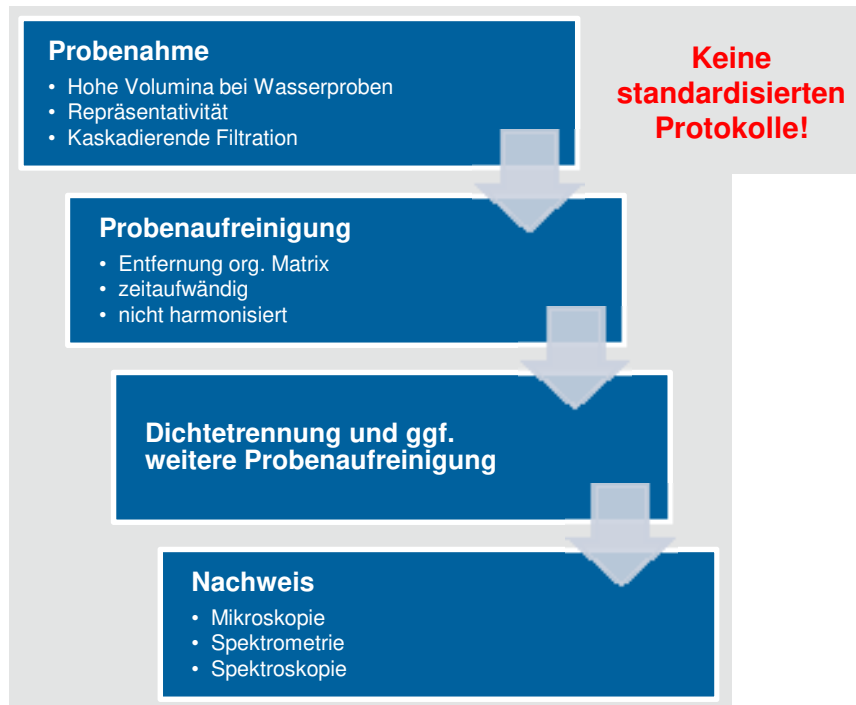 Probenahme
• Hohe Volumina bei Wasserproben
• Repräsentativität
• Kaskadierende Filtration
Keine
standardisierten
Protokolle!
Probenaufreinigung
• Entfernung org. Matrix
• zeitaufwändig
• nicht harmonisiert
Dichtetrennung und ggf.
weitere Probenaufreinigung
Nachweis
• Mikroskopie
• Spektrometrie
• Spektroskopie